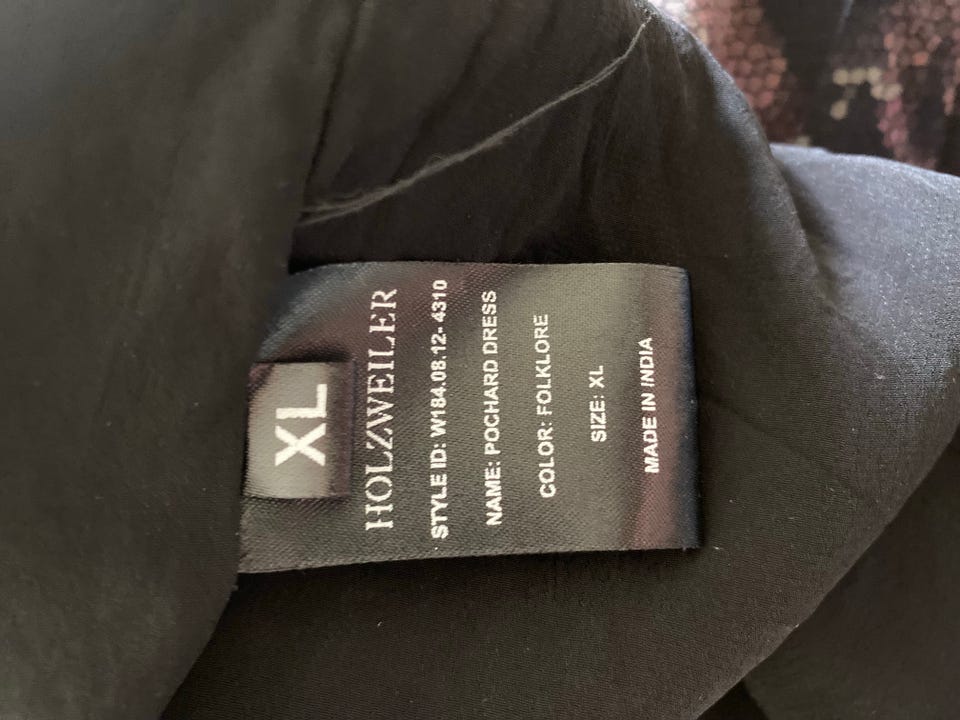 XL
HOLZWEILER
STYLE ID: W184.08.12- 4310
NAME: POCHARD DRESS
COLOR: FOLKLORE
SIZE: XL
MADE IN INDIA